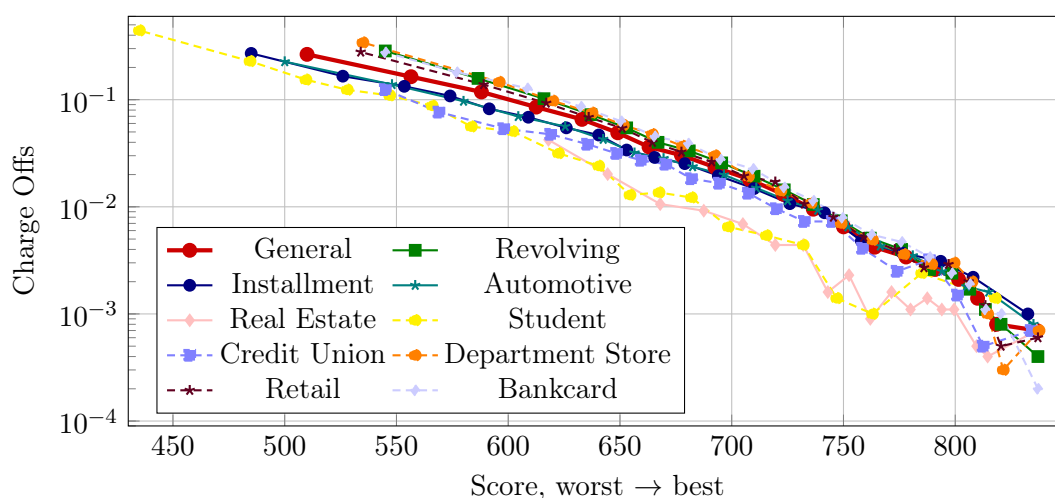 10⁻¹
10⁻²
10⁻³
10⁻⁴
Charge Offs
General Revolving
Installment Automotive
Real Estate Student
Credit Union Department Store
Retail Bankcard
450 500 550 600 650 700 750 800
Score, worst → best